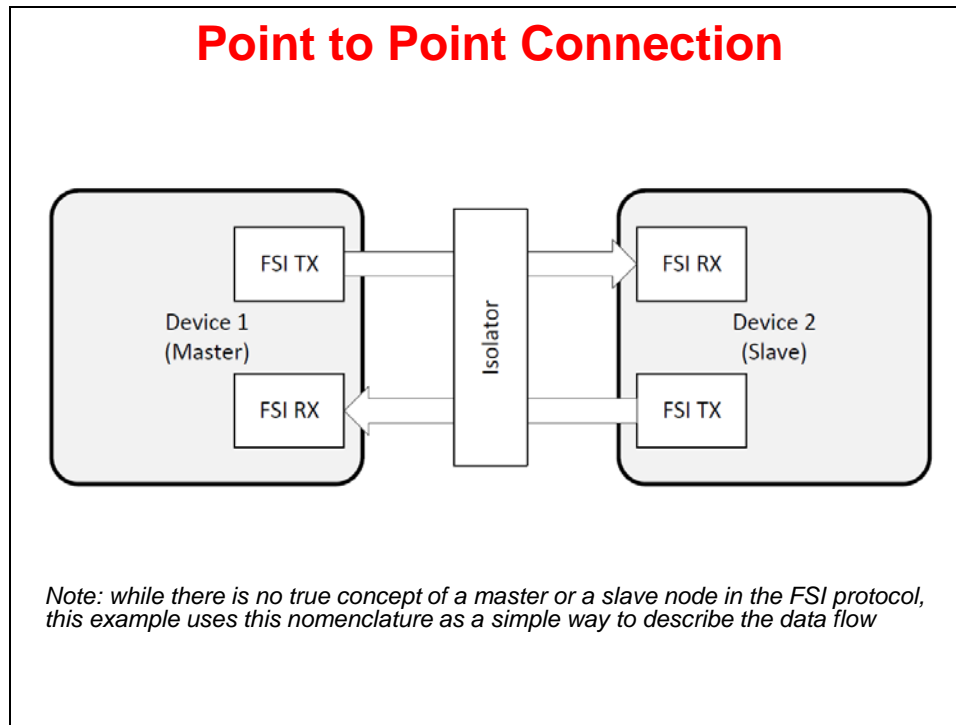 Point to Point Connection
FSI TX
FSI RX
Device 1
(Master)
Isolator
Device 2
(Slave)
FSI RX
FSI TX
Note: while there is no true concept of a master or a slave node in the FSI protocol,
this example uses this nomenclature as a simple way to describe the data flow